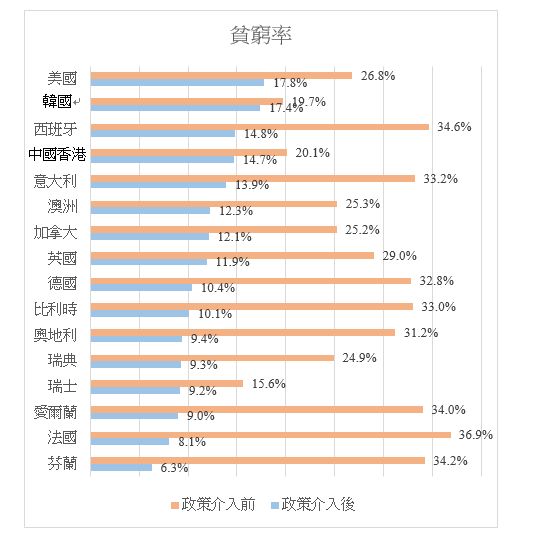 貧窮率
美國 26.8%
17.8%
韓國↵ 19.7%
17.4%
西班牙 34.6%
14.8%
中國香港 20.1%
14.7%
意大利 33.2%
13.9%
澳洲 25.3%
12.3%
加拿大 25.2%
12.1%
英國 29.0%
11.9%
德國 32.8%
10.4%
比利時 33.0%
10.1%
奧地利 31.2%
9.4%
瑞典 24.9%
9.3%
瑞士 15.6%
9.2%
愛爾蘭 34.0%
9.0%
法國 36.9%
8.1%
芬蘭 34.2%
6.3%
政策介入前 政策介入後